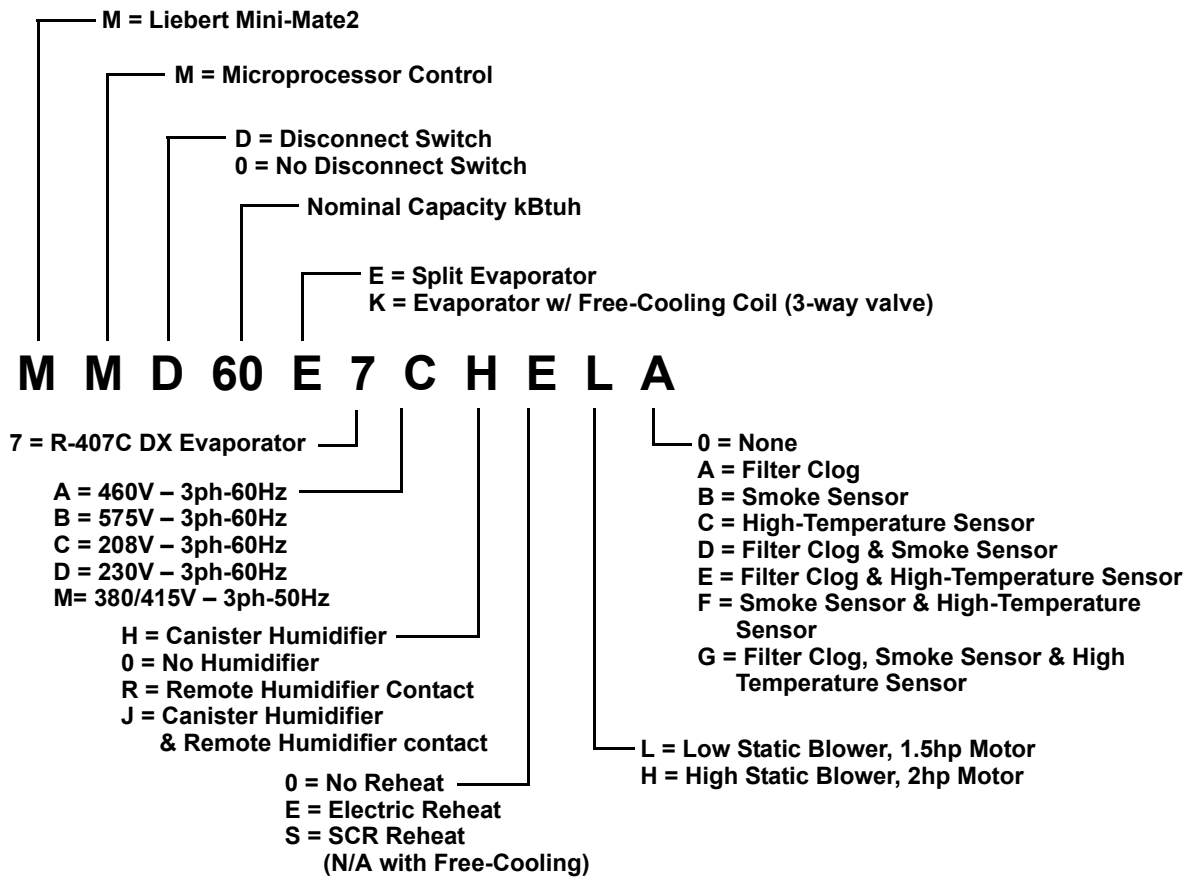 M = Liebert Mini-Mate2
M = Microprocessor Control
D = Disconnect Switch
0 = No Disconnect Switch
Nominal Capacity kBtuh
E = Split Evaporator
K = Evaporator w/ Free-Cooling Coil (3-way valve)
M M D 60 E 7 C H E L A
7 = R-407C DX Evaporator
A = 460V – 3ph-60Hz
B = 575V – 3ph-60Hz
C = 208V – 3ph-60Hz
D = 230V – 3ph-60Hz
M= 380/415V – 3ph-50Hz
H = Canister Humidifier
0 = No Humidifier
R = Remote Humidifier Contact
J = Canister Humidifier
& Remote Humidifier contact
0 = No Reheat
E = Electric Reheat
S = SCR Reheat
(N/A with Free-Cooling)
L = Low Static Blower, 1.5hp Motor
H = High Static Blower, 2hp Motor
0 = None
A = Filter Clog
B = Smoke Sensor
C = High-Temperature Sensor
D = Filter Clog & Smoke Sensor
E = Filter Clog & High-Temperature Sensor
F = Smoke Sensor & High-Temperature
Sensor
G = Filter Clog, Smoke Sensor & High
Temperature Sensor